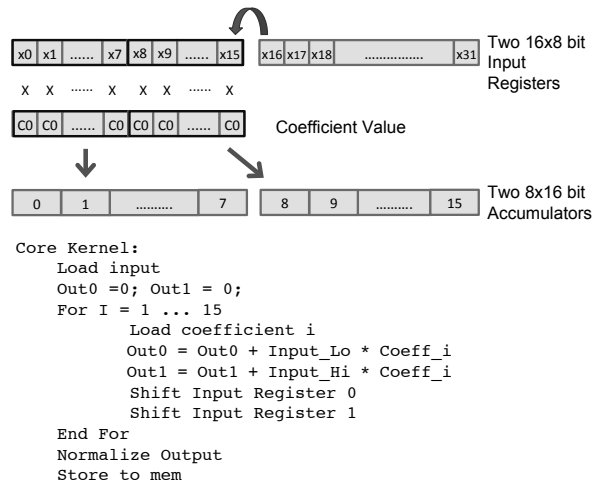 x0 x1 ...... x7 x8 x9 ...... x15 x16 x17 x18 ............... x31
Two 16x8 bit
Input
Registers
x x ...... x x x ...... x
C0 C0 ...... C0 C0 C0 ...... C0
Coefficient Value
0 1 .......... 7 8 9 .......... 15
Two 8x16 bit
Accumulators
Core Kernel:
Load input
Out0 =0; Out1 = 0;
For I = 1 ... 15
Load coefficient i
Out0 = Out0 + Input_Lo * Coeff_i
Out1 = Out1 + Input_Hi * Coeff_i
Shift Input Register 0
Shift Input Register 1
End For
Normalize Output
Store to mem